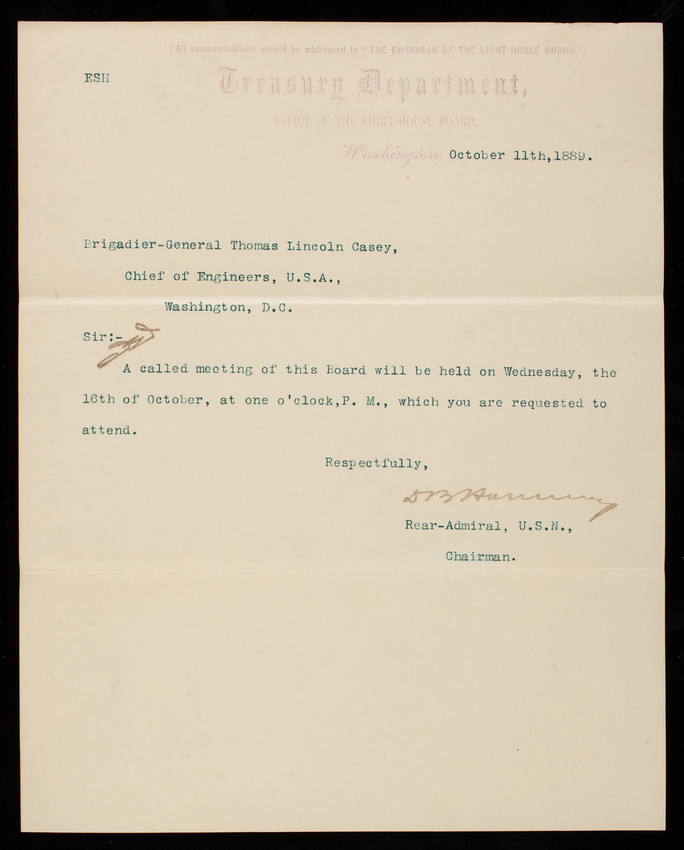 (All communications should be addressed to "THE CHAIRMAN OF THE LIGHT-HOUSE BOARD.")
ESH
Treasury Department,
OFFICE OF THE LIGHT-HOUSE BOARD,
Washington, October 11th,1889.
Brigadier-General Thomas Lincoln Casey,
Chief of Engineers, U.S.A.,
Washington, D.C.
Sir:-
A called meeting of this Board will be held on Wednesday, the
16th of October, at one o'clock,P. M., which you are requested to
attend.
Respectfully,
D B Harmony
Rear-Admiral, U.S.N.,
Chairman.